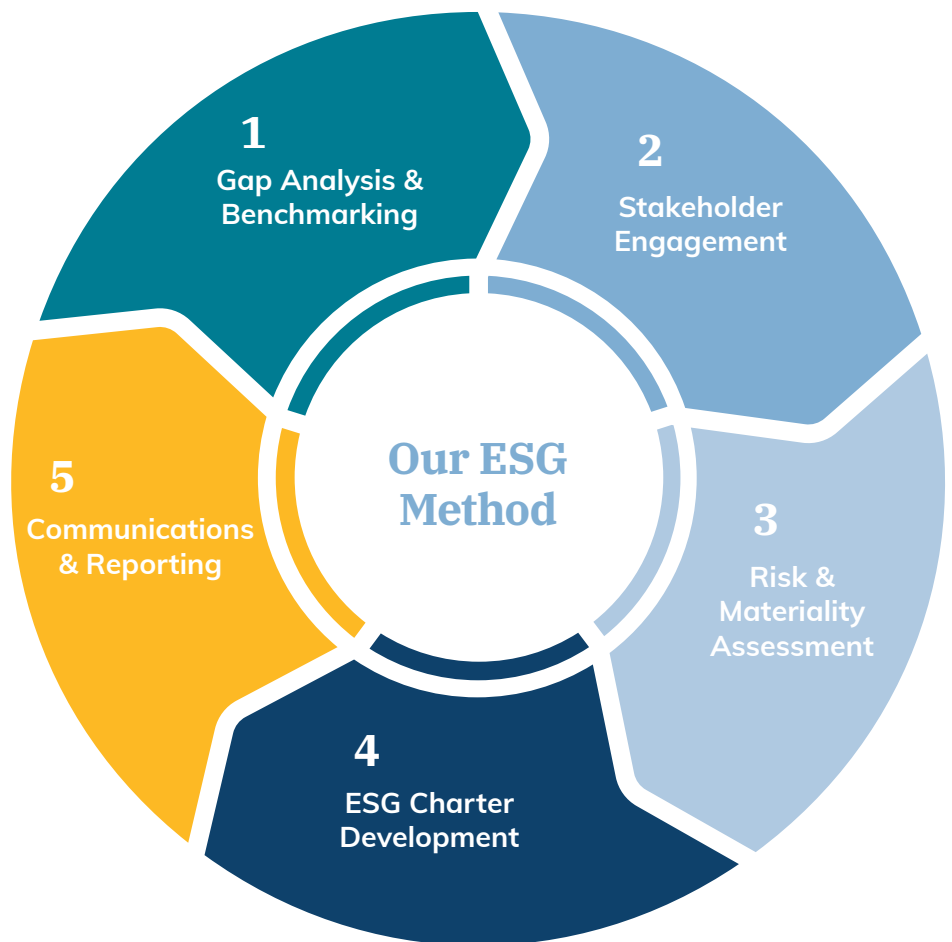 1
Gap Analysis &
Benchmarking
2
Stakeholder
Engagement
3
Risk &
Materiality
Assessment
4
ESG Charter
Development
5
Communications
& Reporting
Our ESG
Method